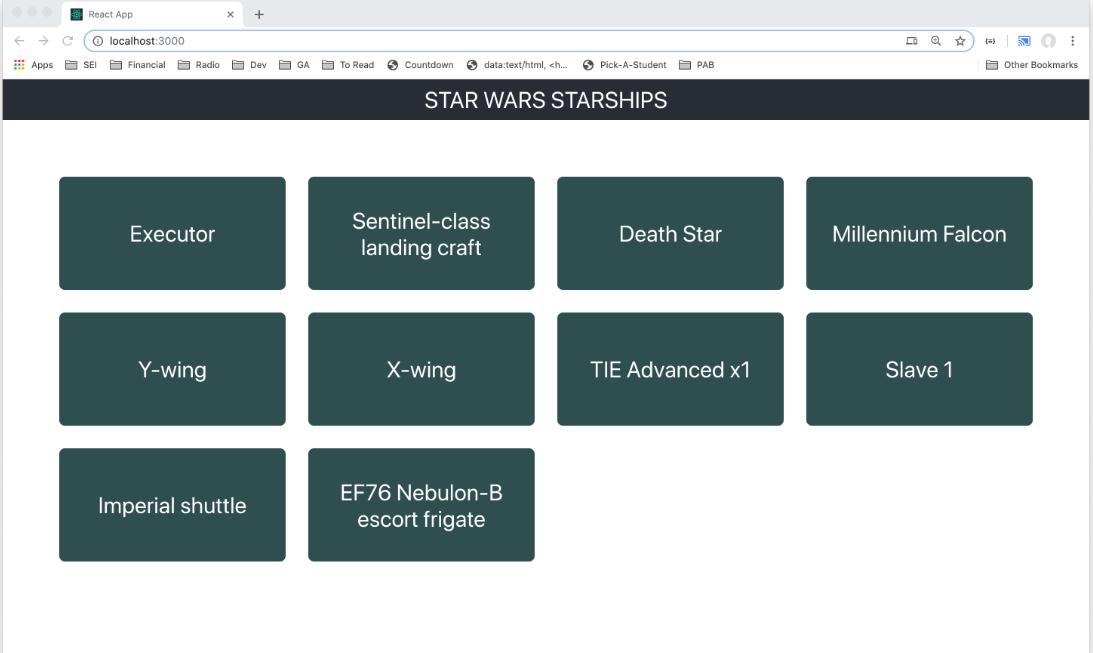 React App
localhost:3000
Apps SEI Financial Radio Dev GA To Read Countdown data:text/html, <h... Pick-A-Student PAB Other Bookmarks
STAR WARS STARSHIPS
Executor
Sentinel-class
landing craft
Death Star
Millennium Falcon
Y-wing
X-wing
TIE Advanced x1
Slave 1
Imperial shuttle
EF76 Nebulon-B
escort frigate